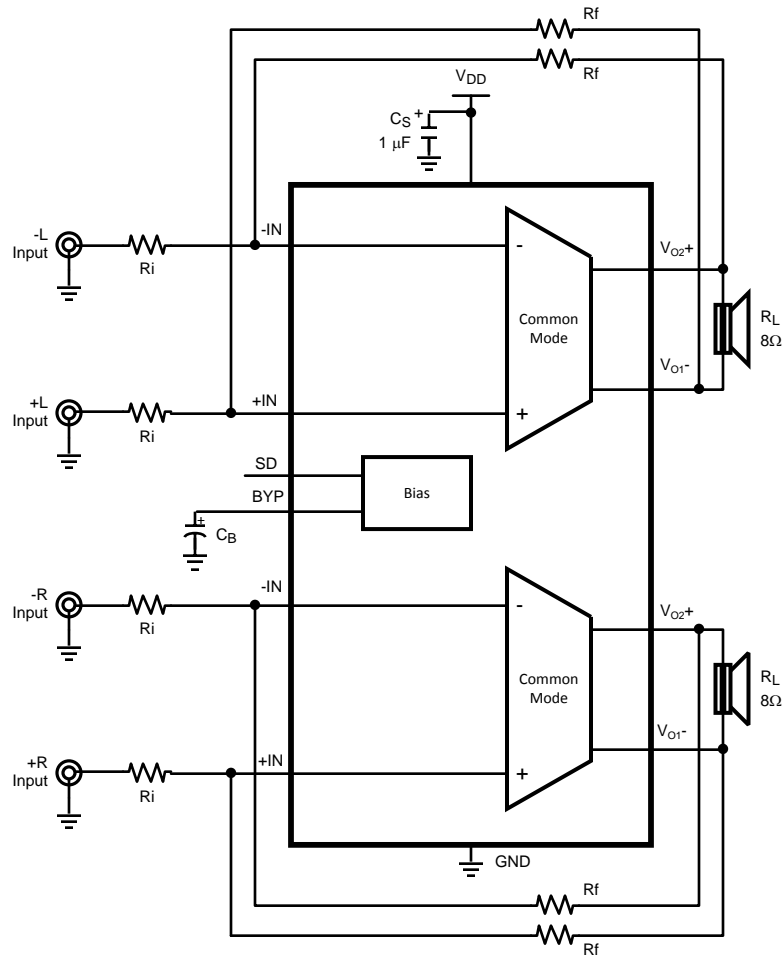 Rf
Rf
VDD
CS +
1 μF
-L
Input
Ri
-IN
-
VO2+
Common
Mode
RL
8Ω
VO1-
+L
Input
Ri
+IN
+
SD
BYP
Bias
+
CB
-R
Input
Ri
-IN
-
VO2+
Common
Mode
RL
8Ω
VO1-
+R
Input
Ri
+IN
+
GND
Rf
Rf